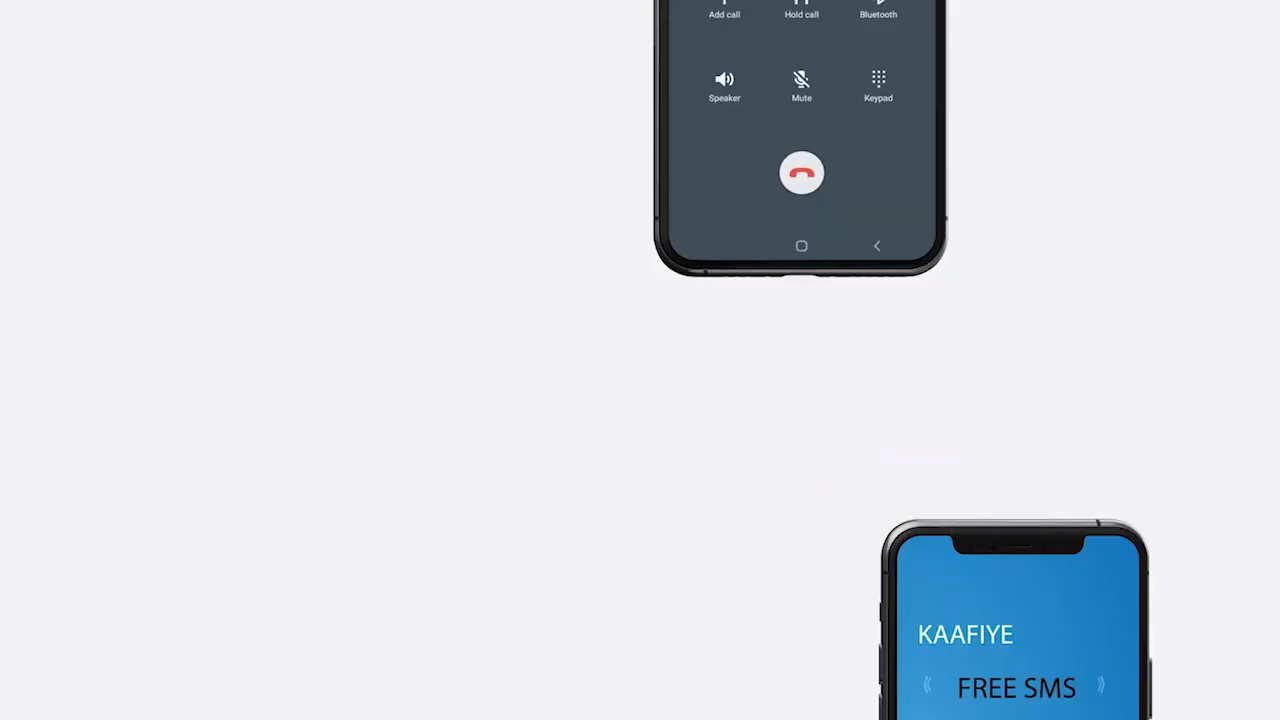 Add call Hold call Bluetooth
Speaker Mute Keypad
KAAFIYE
FREE SMS